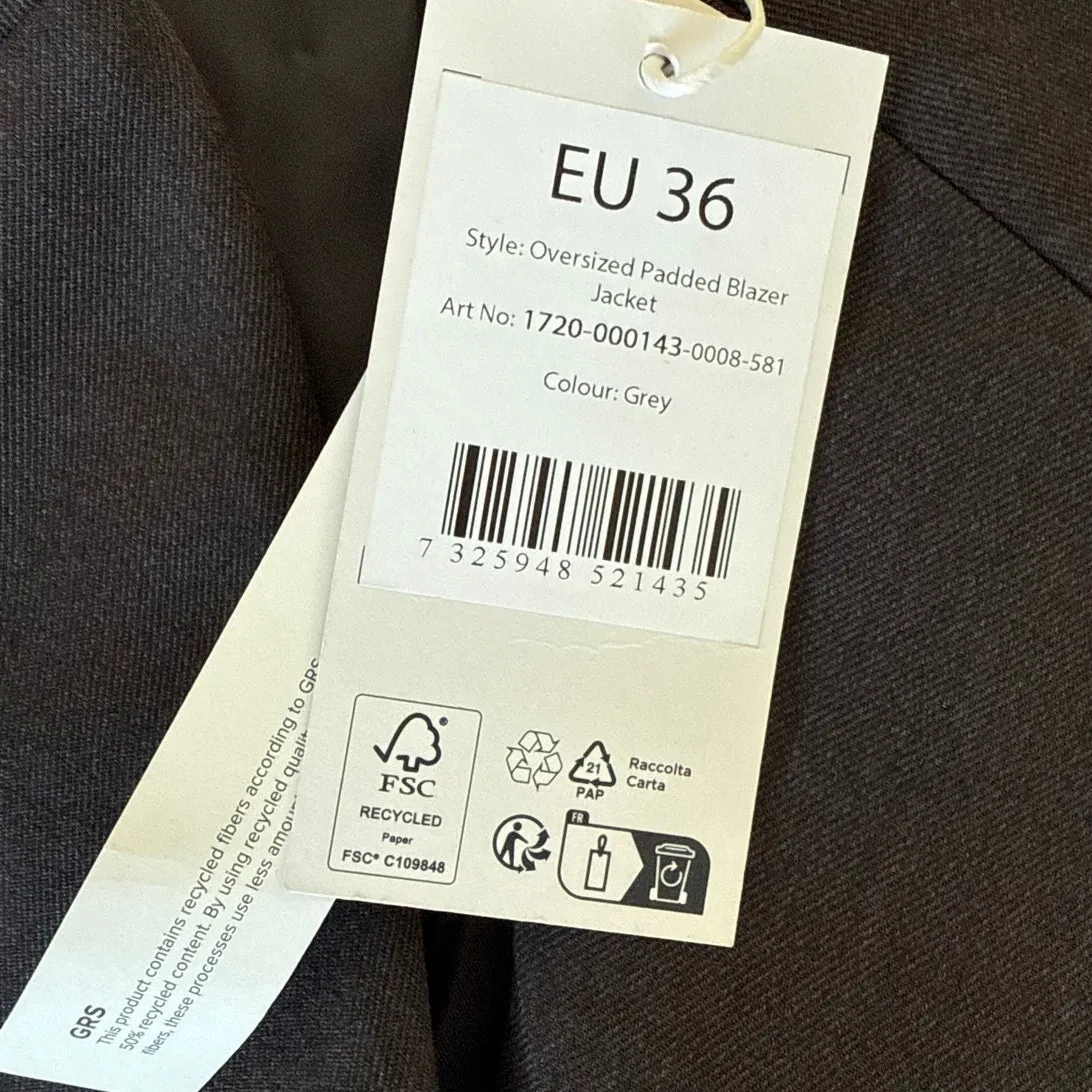 EU 36
Style: Oversized Padded Blazer
Jacket
Art No: 1720-000143-0008-581
Colour: Grey
7 325948 521435
FSC®
RECYCLED
Paper
FSC® C109848
21
PAP
Raccolta
Carta
FR
GRS
This product contains recycled fibers according to GRS
50% recycled content. By using recycled
fibers, these processes use less